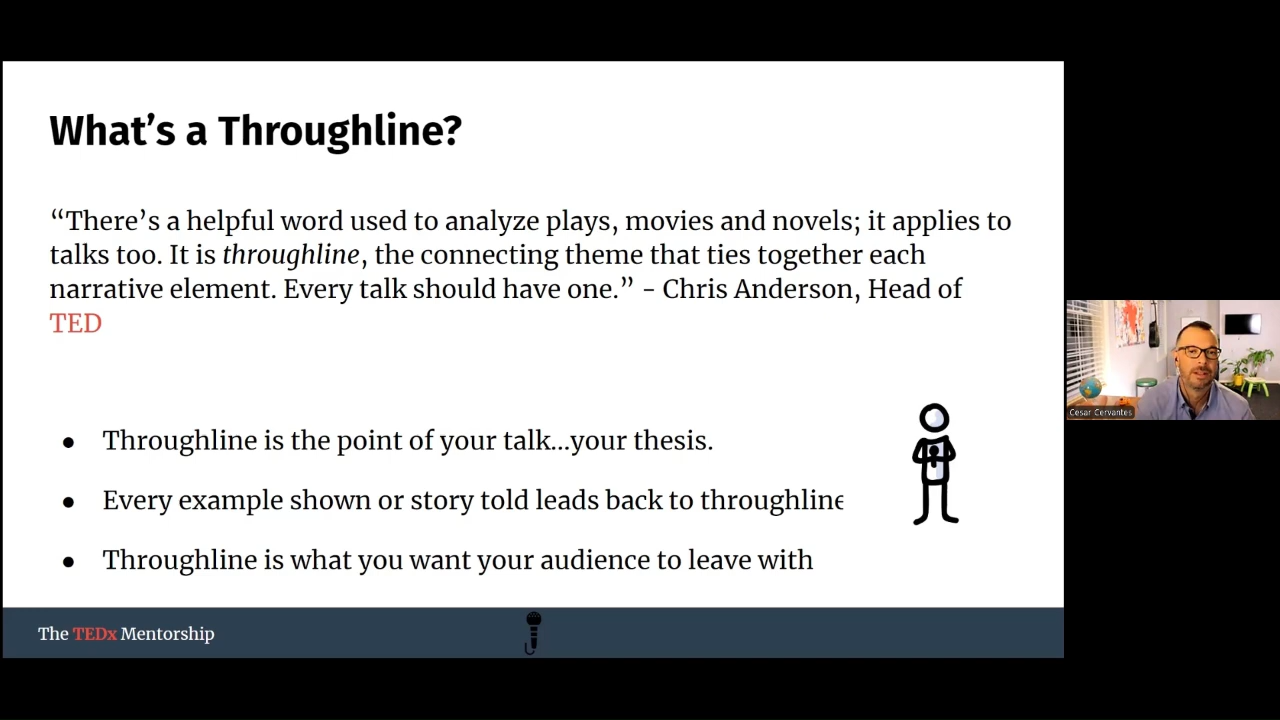 What's a Throughline?
“There's a helpful word used to analyze plays, movies and novels; it applies to
talks too. It is throughline, the connecting theme that ties together each
narrative element. Every talk should have one.” - Chris Anderson, Head of
TED
● Throughline is the point of your talk...your thesis.
● Every example shown or story told leads back to throughline
● Throughline is what you want your audience to leave with
The TEDx Mentorship
Cesar Cervantes